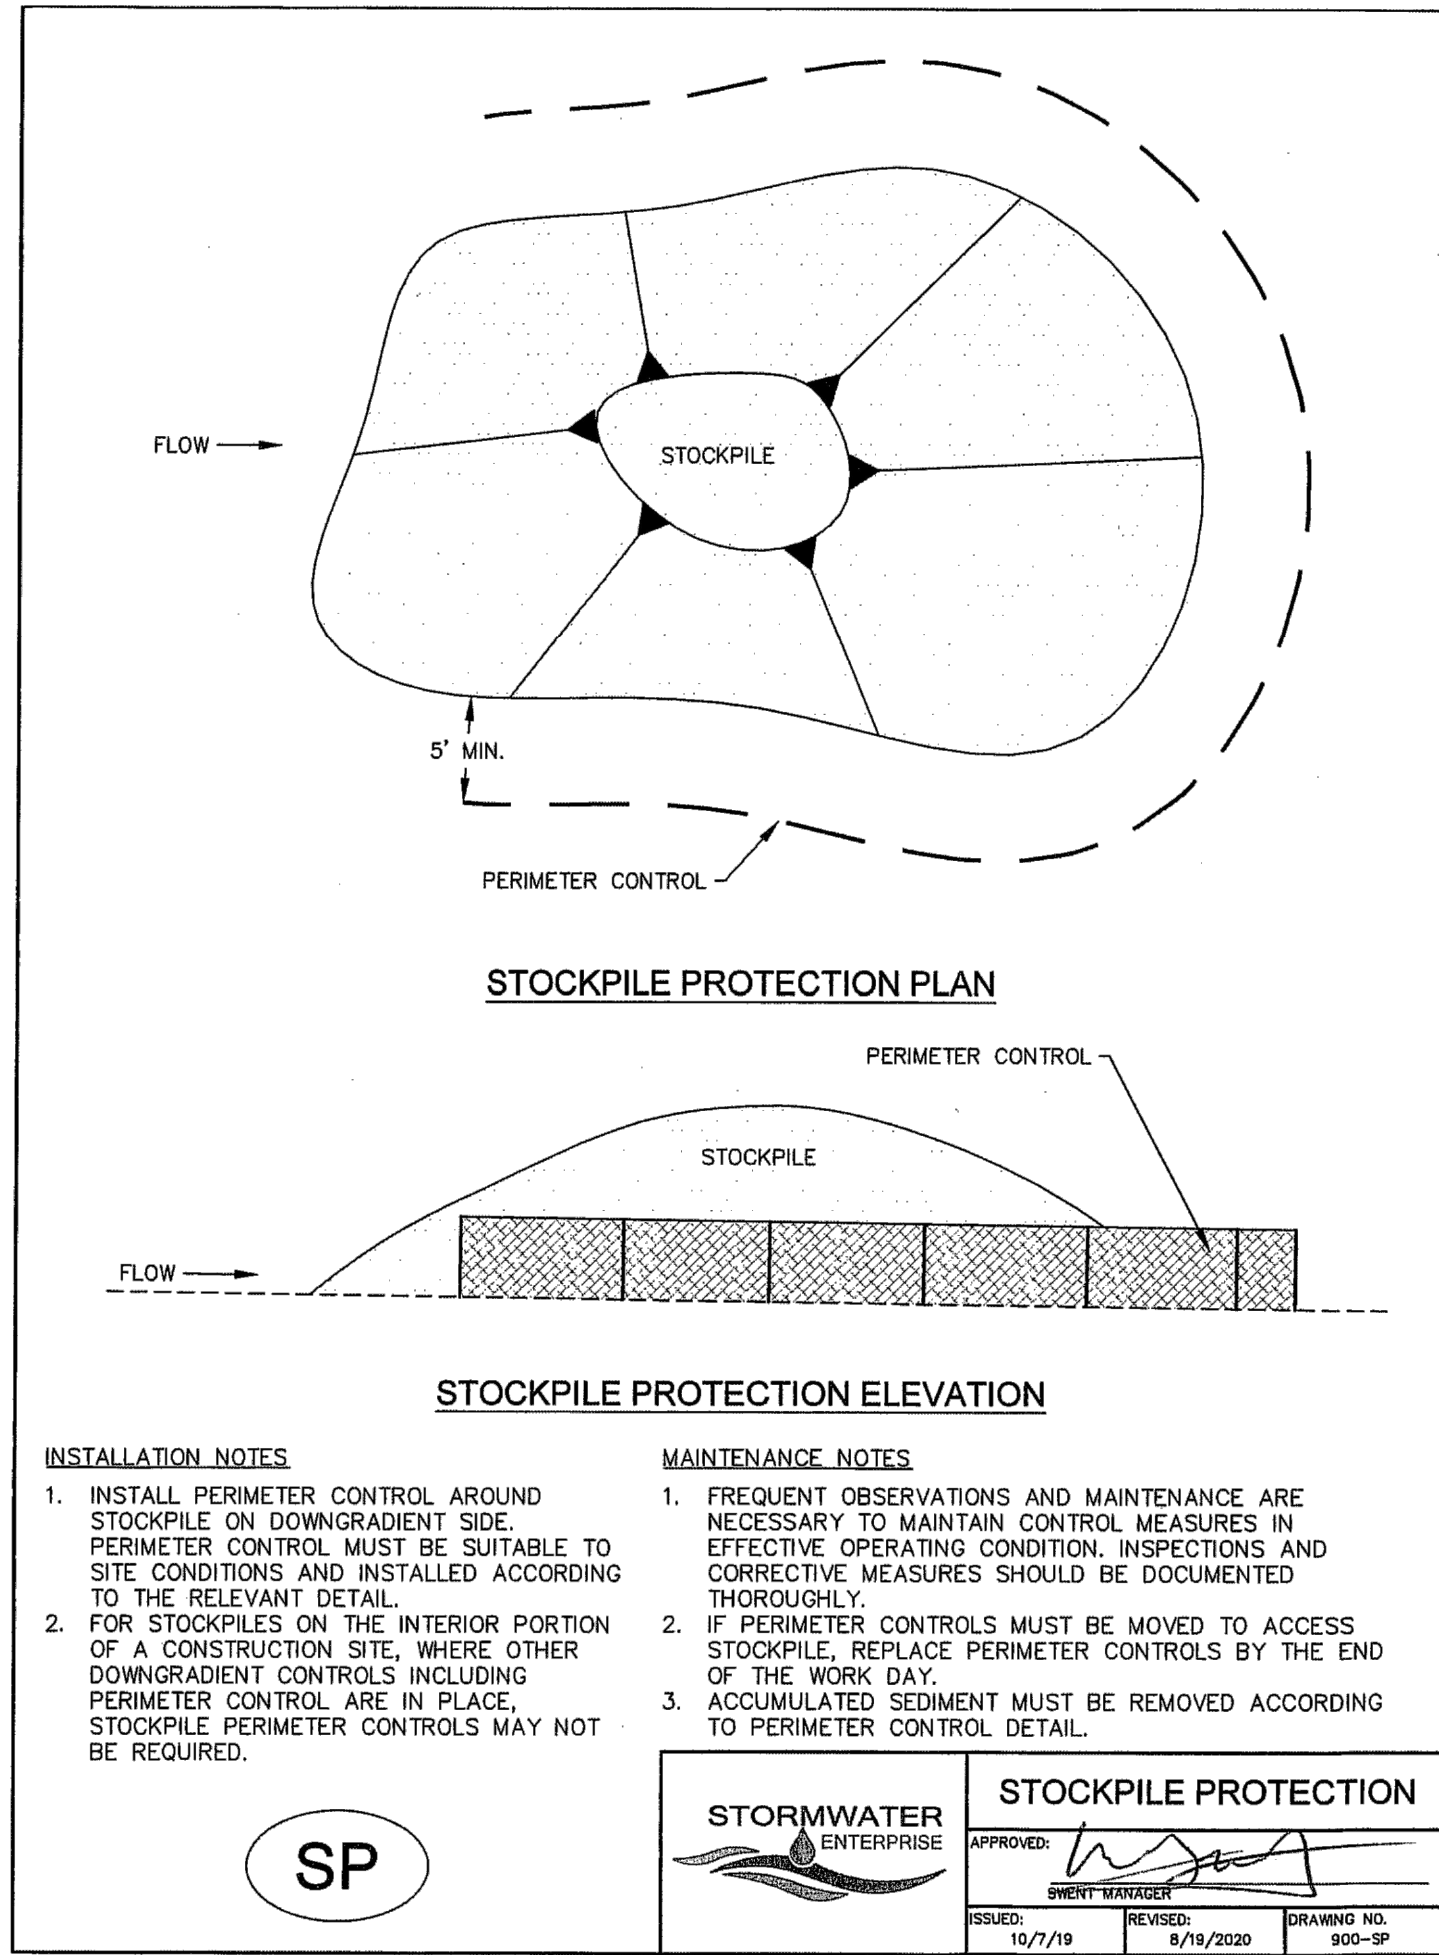 FLOW
STOCKPILE
5' MIN.
PERIMETER CONTROL
STOCKPILE PROTECTION PLAN
PERIMETER CONTROL
STOCKPILE
FLOW
STOCKPILE PROTECTION ELEVATION
INSTALLATION NOTES
1. INSTALL PERIMETER CONTROL AROUND
STOCKPILE ON DOWNGRADIENT SIDE.
PERIMETER CONTROL MUST BE SUITABLE TO
SITE CONDITIONS AND INSTALLED ACCORDING
TO THE RELEVANT DETAIL.
2. FOR STOCKPILES ON THE INTERIOR PORTION
OF A CONSTRUCTION SITE, WHERE OTHER
DOWNGRADIENT CONTROLS INCLUDING
PERIMETER CONTROL ARE IN PLACE,
STOCKPILE PERIMETER CONTROLS MAY NOT
BE REQUIRED.
MAINTENANCE NOTES
1. FREQUENT OBSERVATIONS AND MAINTENANCE ARE
NECESSARY TO MAINTAIN CONTROL MEASURES IN
EFFECTIVE OPERATING CONDITION. INSPECTIONS AND
CORRECTIVE MEASURES SHOULD BE DOCUMENTED
THOROUGHLY.
2. IF PERIMETER CONTROLS MUST BE MOVED TO ACCESS
STOCKPILE, REPLACE PERIMETER CONTROLS BY THE END
OF THE WORK DAY.
3. ACCUMULATED SEDIMENT MUST BE REMOVED ACCORDING
TO PERIMETER CONTROL DETAIL.
SP
STORMWATER
ENTERPRISE
STOCKPILE PROTECTION
APPROVED:
SWENT MANAGER
ISSUED:
10/7/19
REVISED:
8/19/2020
DRAWING NO.
900-SP